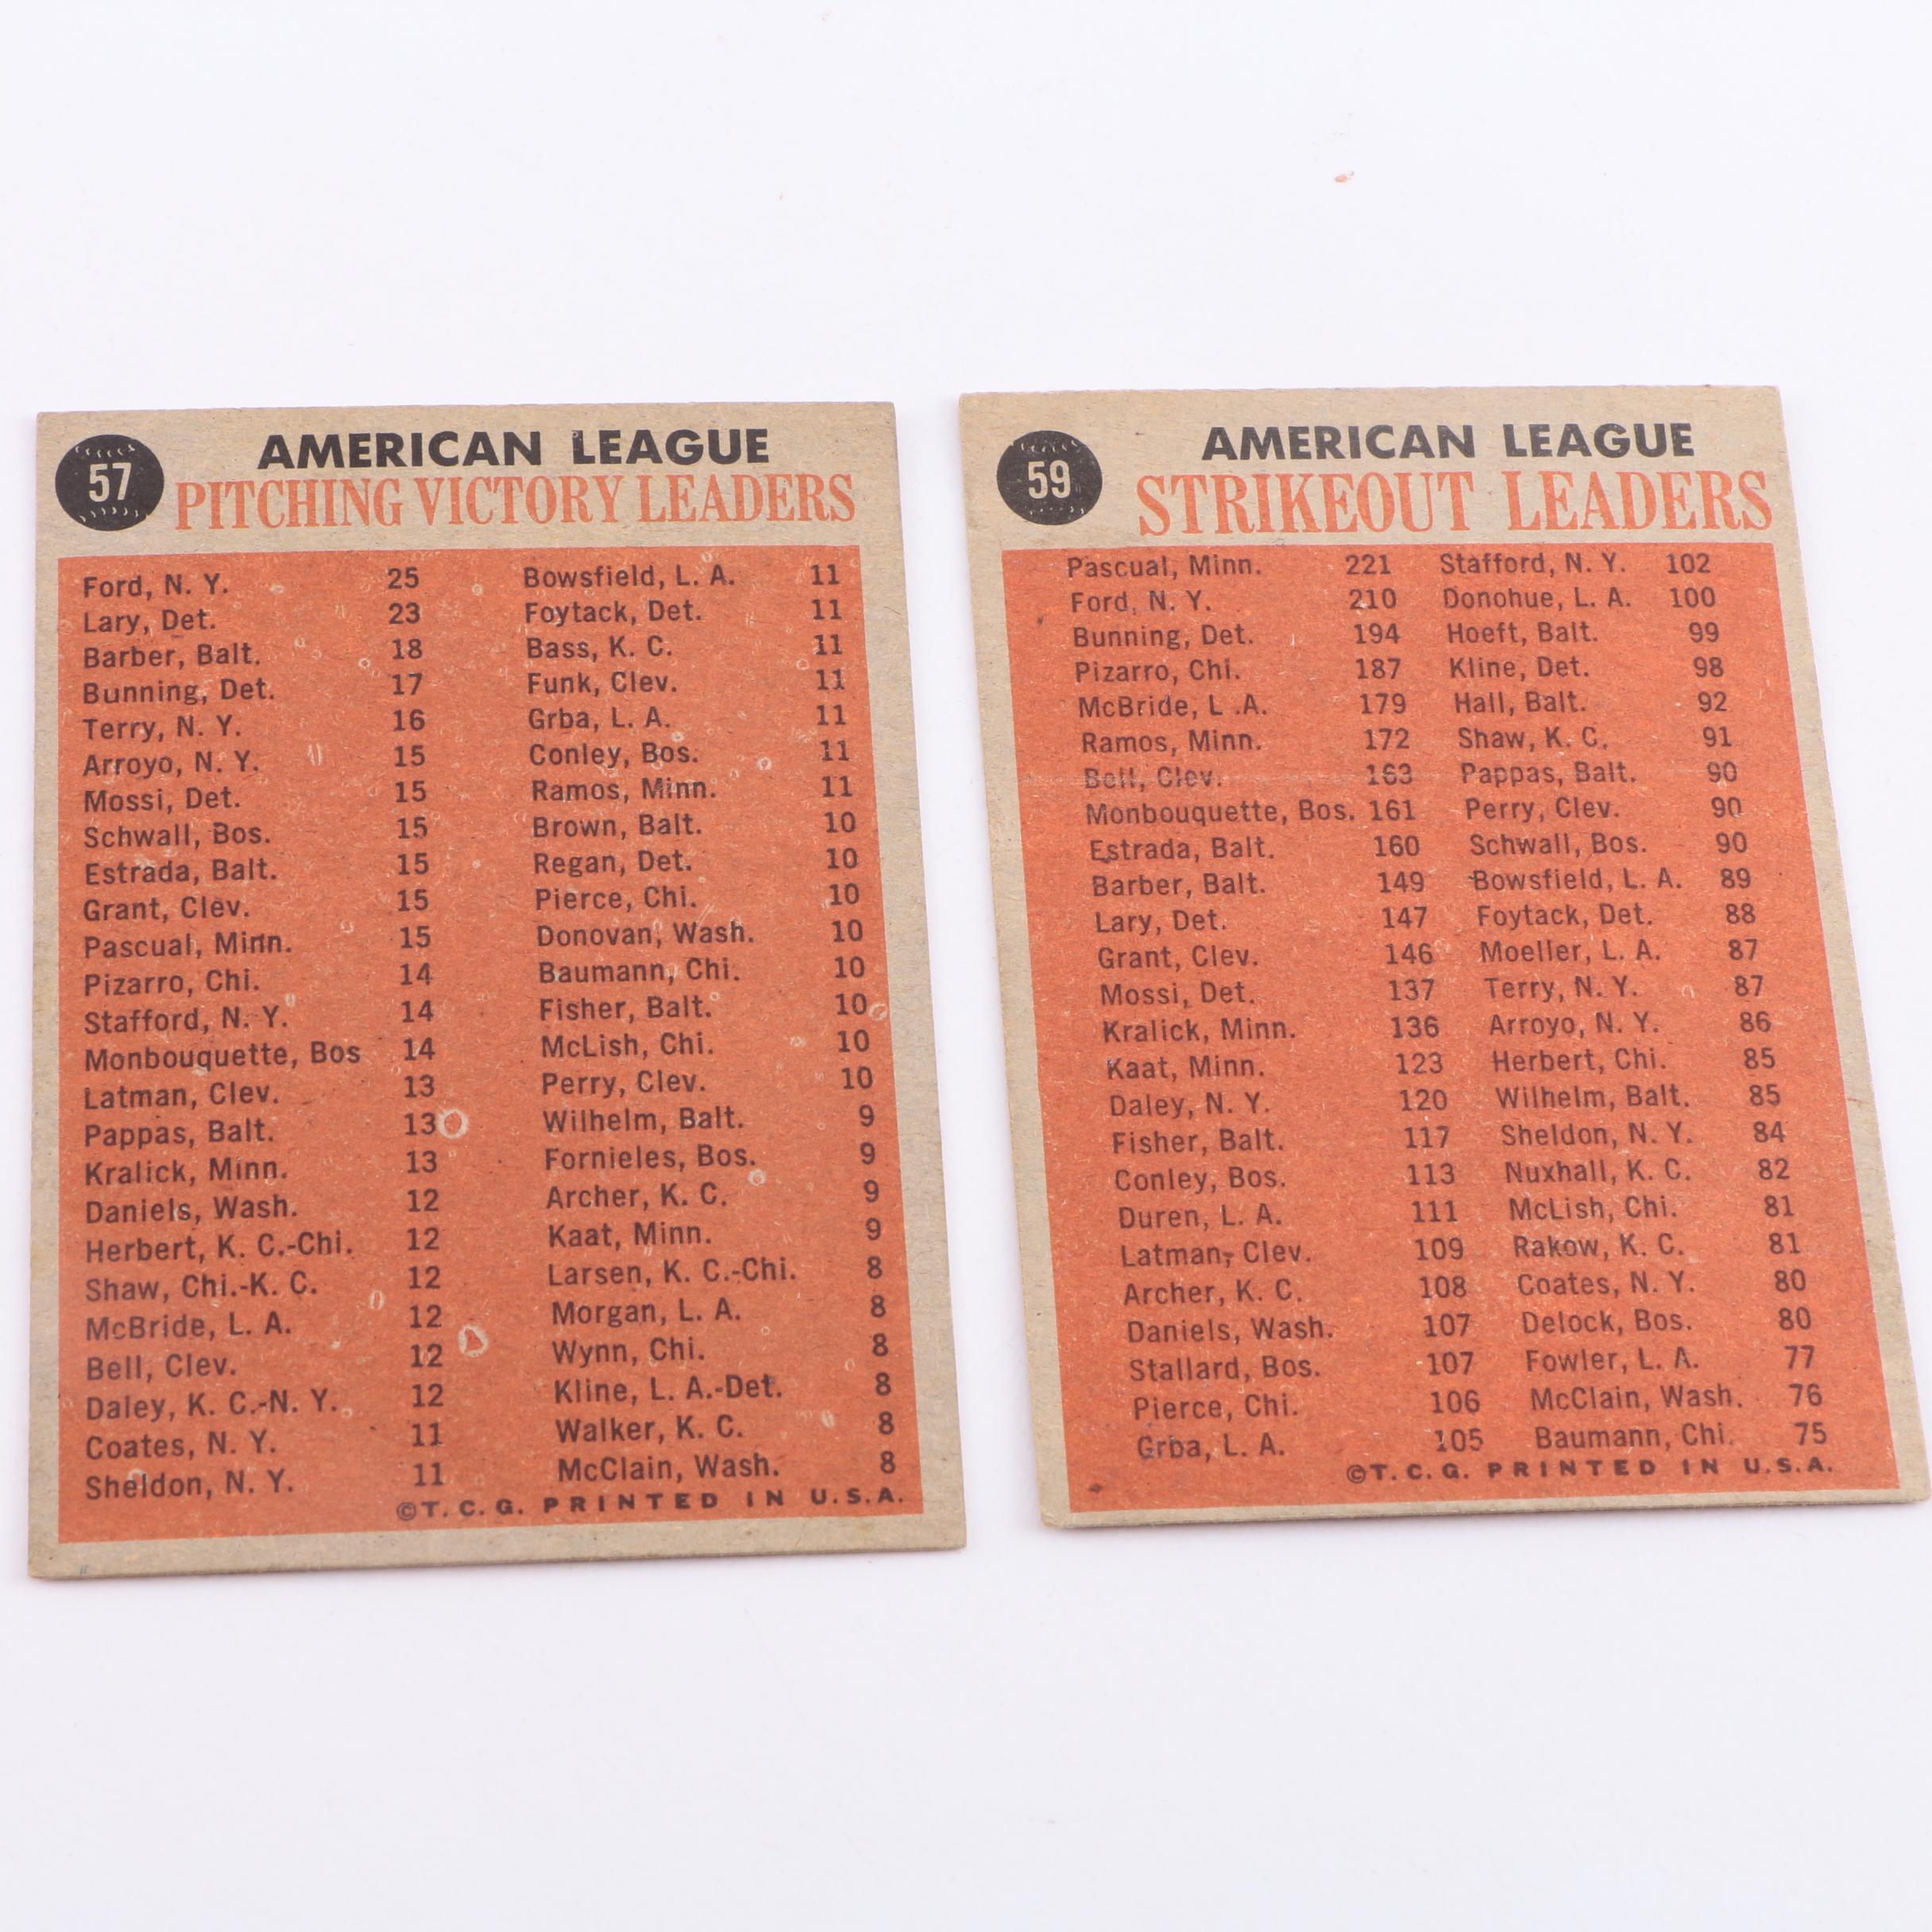 57
AMERICAN LEAGUE
PITCHING VICTORY LEADERS
Ford, N. Y. 25 Bowsfield, L. A. 11
Lary, Det. 23 Foytack, Det. 11
Barber, Balt. 18 Bass, K. C. 11
Bunning, Det. 17 Funk, Clev. 11
Terry, N. Y. 16 Grba, L. A. 11
Arroyo, N. Y. 15 Conley, Bos. 11
Mossi, Det. 15 Ramos, Minn. 11
Schwall, Bos. 15 Brown, Balt. 10
Estrada, Balt. 15 Regan, Det. 10
Grant, Clev. 15 Pierce, Chi. 10
Pascual, Minn. 15 Donovan, Wash. 10
Pizarro, Chi. 14 Baumann, Chi. 10
Stafford, N. Y. 14 Fisher, Balt. 10
Monbouquette, Bos 14 McLish, Chi. 10
Latman, Clev. 13 Perry, Clev. 10
Pappas, Balt. 13 Wilhelm, Balt. 9
Kralick, Minn. 13 Fornieles, Bos. 9
Daniels, Wash. 12 Archer, K. C. 9
Herbert, K. C.-Chi. 12 Kaat, Minn. 9
Shaw, Chi.-K. C. 12 Larsen, K. C.-Chi. 8
McBride, L. A. 12 Morgan, L. A. 8
Bell, Clev. 12 Wynn, Chi. 8
Daley, K. C.-N. Y. 12 Kline, L. A.-Det. 8
Coates, N. Y. 11 Walker, K. C. 8
Sheldon, N. Y. 11 McClain, Wash. 8
©T. C. G. PRINTED IN U.S.A.
59
AMERICAN LEAGUE
STRIKEOUT LEADERS
Pascual, Minn. 221 Stafford, N. Y. 102
Ford, N. Y. 210 Donohue, L. A. 100
Bunning, Det. 194 Hoeft, Balt. 99
Pizarro, Chi. 187 Kline, Det. 98
McBride, L .A. 179 Hall, Balt. 92
Ramos, Minn. 172 Shaw, K. C. 91
Bell, Clev. 163 Pappas, Balt. 90
Monbouquette, Bos. 161 Perry, Clev. 90
Estrada, Balt. 160 Schwall, Bos. 90
Barber, Balt. 149 Bowsfield, L. A. 89
Lary, Det. 147 Foytack, Det. 88
Grant, Clev. 146 Moeller, L. A. 87
Mossi, Det. 137 Terry, N. Y. 87
Kralick, Minn. 136 Arroyo, N. Y. 86
Kaat, Minn. 123 Herbert, Chi. 85
Daley, N. Y. 120 Wilhelm, Balt. 85
Fisher, Balt. 117 Sheldon, N. Y. 84
Conley, Bos. 113 Nuxhall, K. C. 82
Duren, L. A. 111 McLish, Chi. 81
Latman, Clev. 109 Rakow, K. C. 81
Archer, K. C. 108 Coates, N. Y. 80
Daniels, Wash. 107 Delock, Bos. 80
Stallard, Bos. 107 Fowler, L. A. 77
Pierce, Chi. 106 McClain, Wash. 76
Grba, L. A. 105 Baumann, Chi. 75
©T. C. G. PRINTED IN U.S.A.